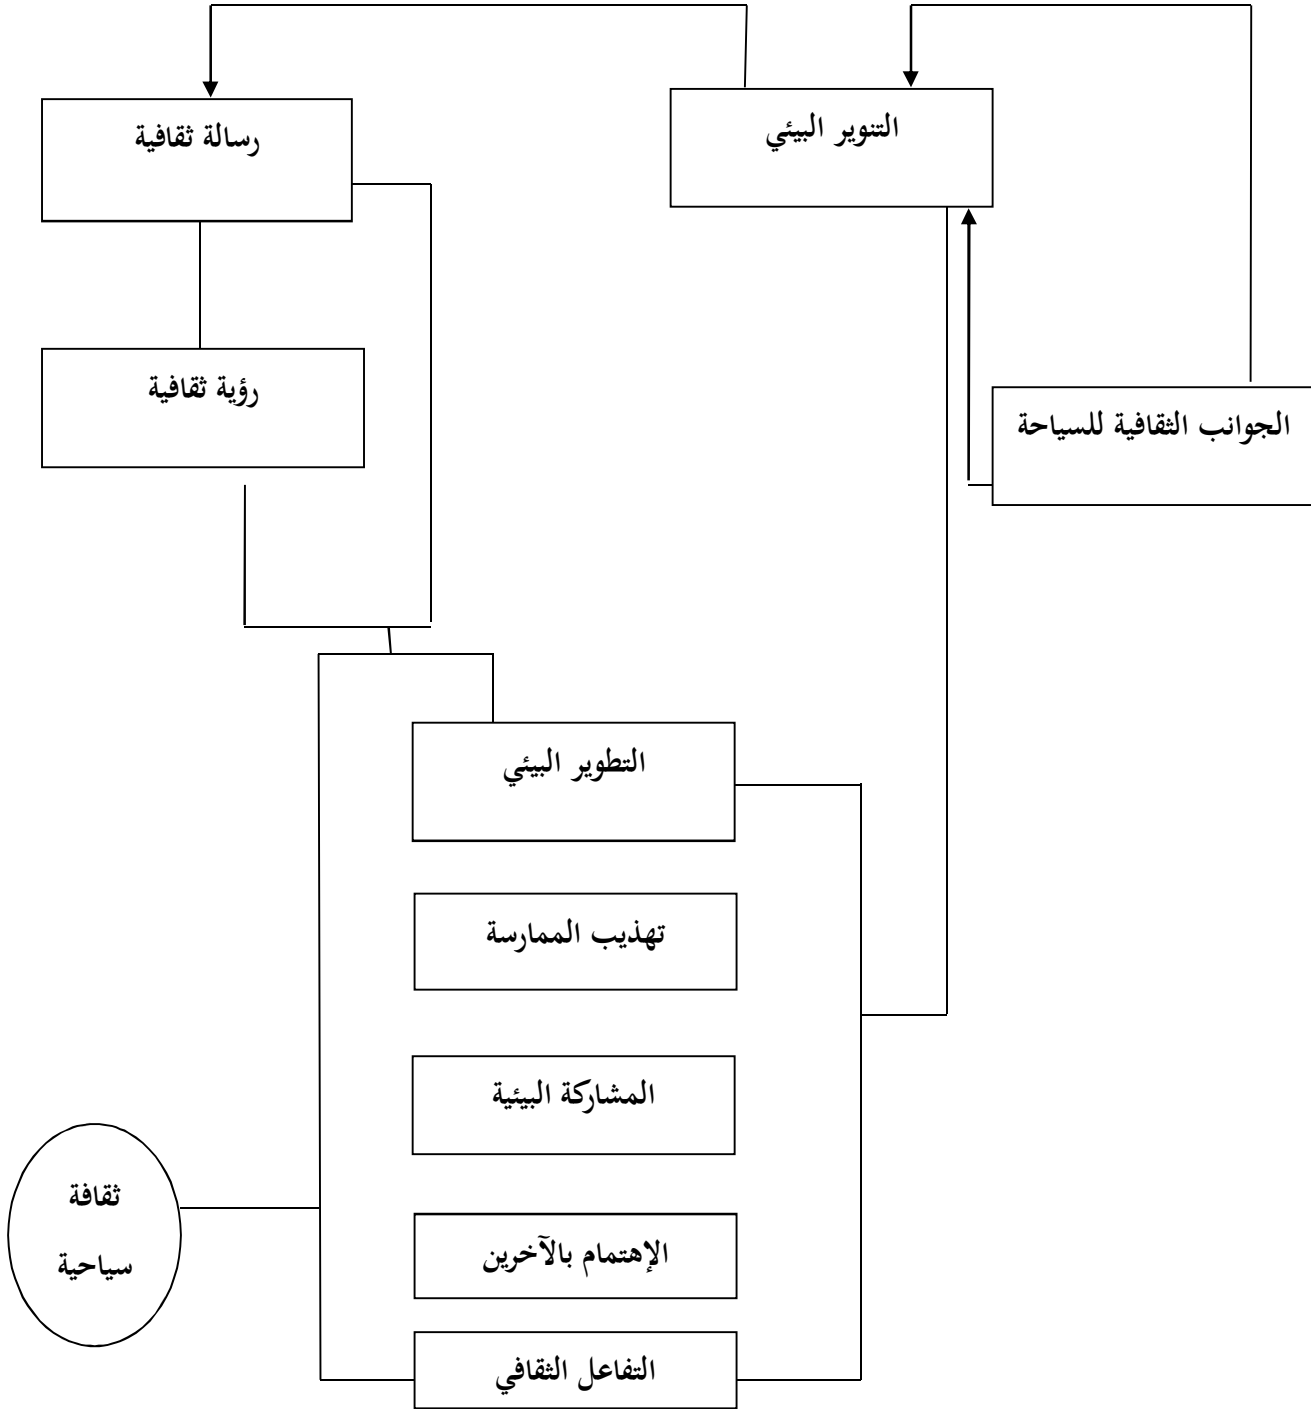 التنوير البيئي
رسالة ثقافية
رؤية ثقافية
الجوانب الثقافية للسياحة
التطوير البيئي
تهذيب الممارسة
المشاركة البيئية
ثقافة
سياحية
الإهتمام بالآخرين
التفاعل الثقافي